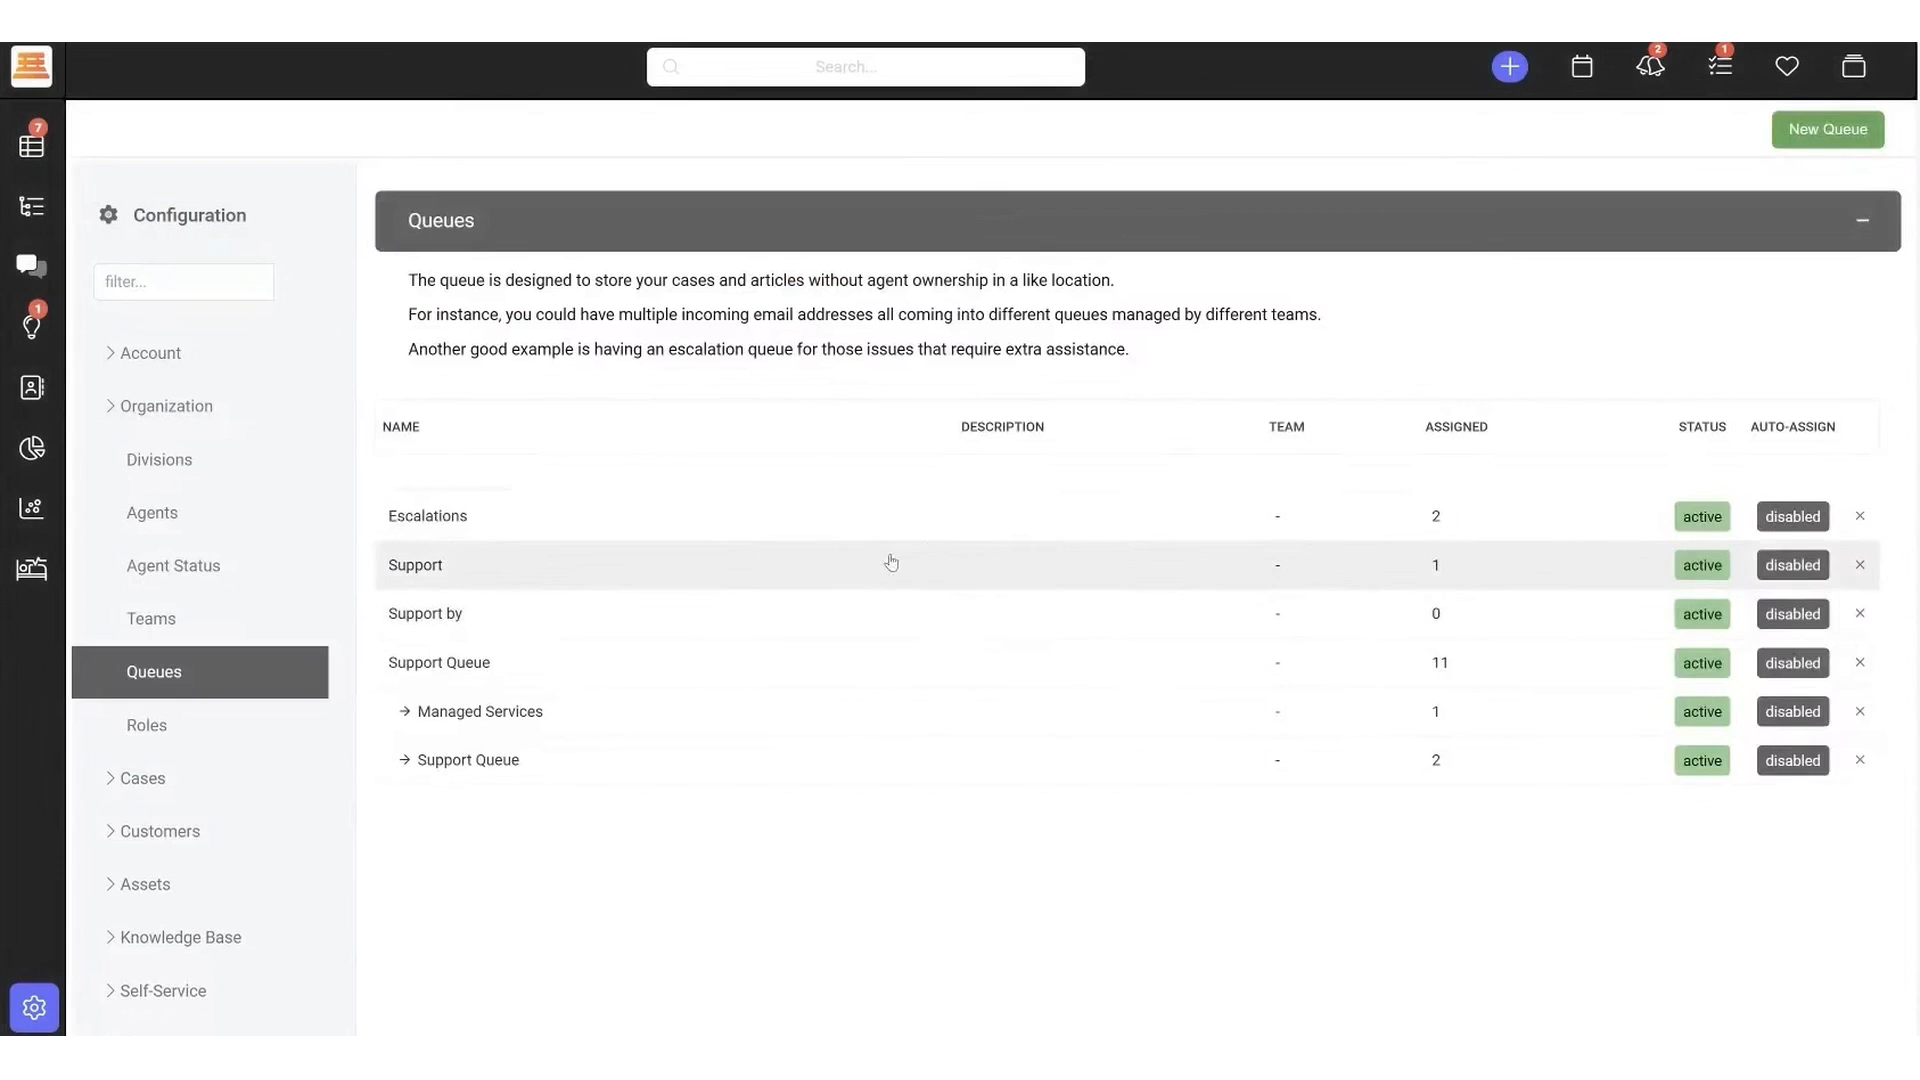 Search...
2
1
7
1
New Queue
Configuration
filter...
Account
Organization
Divisions
Agents
Agent Status
Teams
Queues
Roles
Cases
Customers
Assets
Knowledge Base
Self-Service
Queues
The queue is designed to store your cases and articles without agent ownership in a like location.
For instance, you could have multiple incoming email addresses all coming into different queues managed by different teams.
Another good example is having an escalation queue for those issues that require extra assistance.
NAME DESCRIPTION TEAM ASSIGNED STATUS AUTO-ASSIGN
Escalations - 2 active disabled ×
Support - 1 active disabled ×
Support by - 0 active disabled ×
Support Queue - 11 active disabled ×
→ Managed Services - 1 active disabled ×
→ Support Queue - 2 active disabled ×